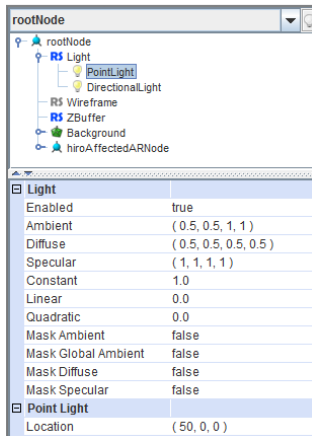 rootNode
rootNode
RS Light
PointLight
DirectionalLight
RS Wireframe
RS ZBuffer
Background
hiroAffectedARNode
Light
Enabled true
Ambient ( 0.5, 0.5, 1, 1 )
Diffuse ( 0.5, 0.5, 0.5, 0.5 )
Specular ( 1, 1, 1, 1 )
Constant 1.0
Linear 0.0
Quadratic 0.0
Mask Ambient false
Mask Global Ambient false
Mask Diffuse false
Mask Specular false
Point Light
Location ( 50, 0, 0 )